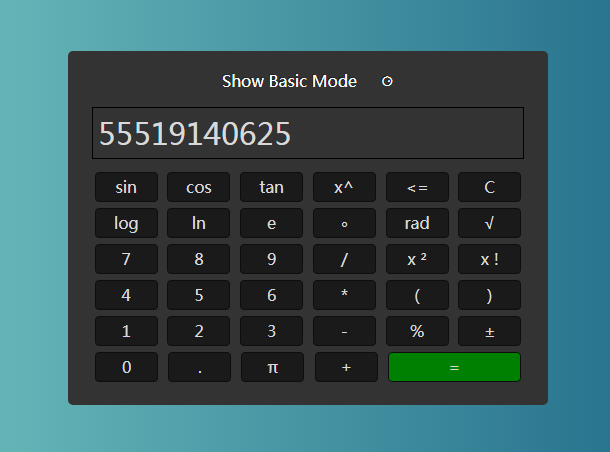 Show Basic Mode
55519140625
sin cos tan x^ <= C
log ln e ∘ rad √
7 8 9 / x ² x !
4 5 6 * ( )
1 2 3 - % ±
0 . π + =